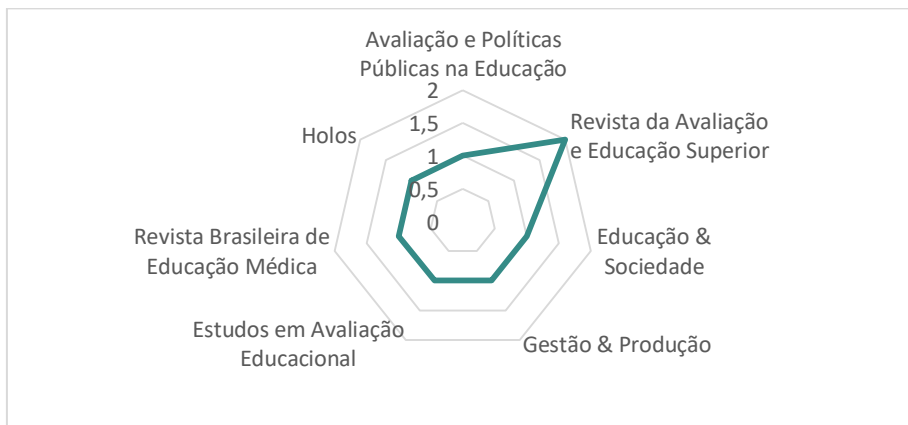 Avaliação e Políticas
Públicas na Educação
2
1,5
1
0,5
0
Revista da Avaliação
e Educação Superior
Educação &
Sociedade
Gestão & Produção
Estudos em Avaliação
Educacional
Revista Brasileira de
Educação Médica
Holos